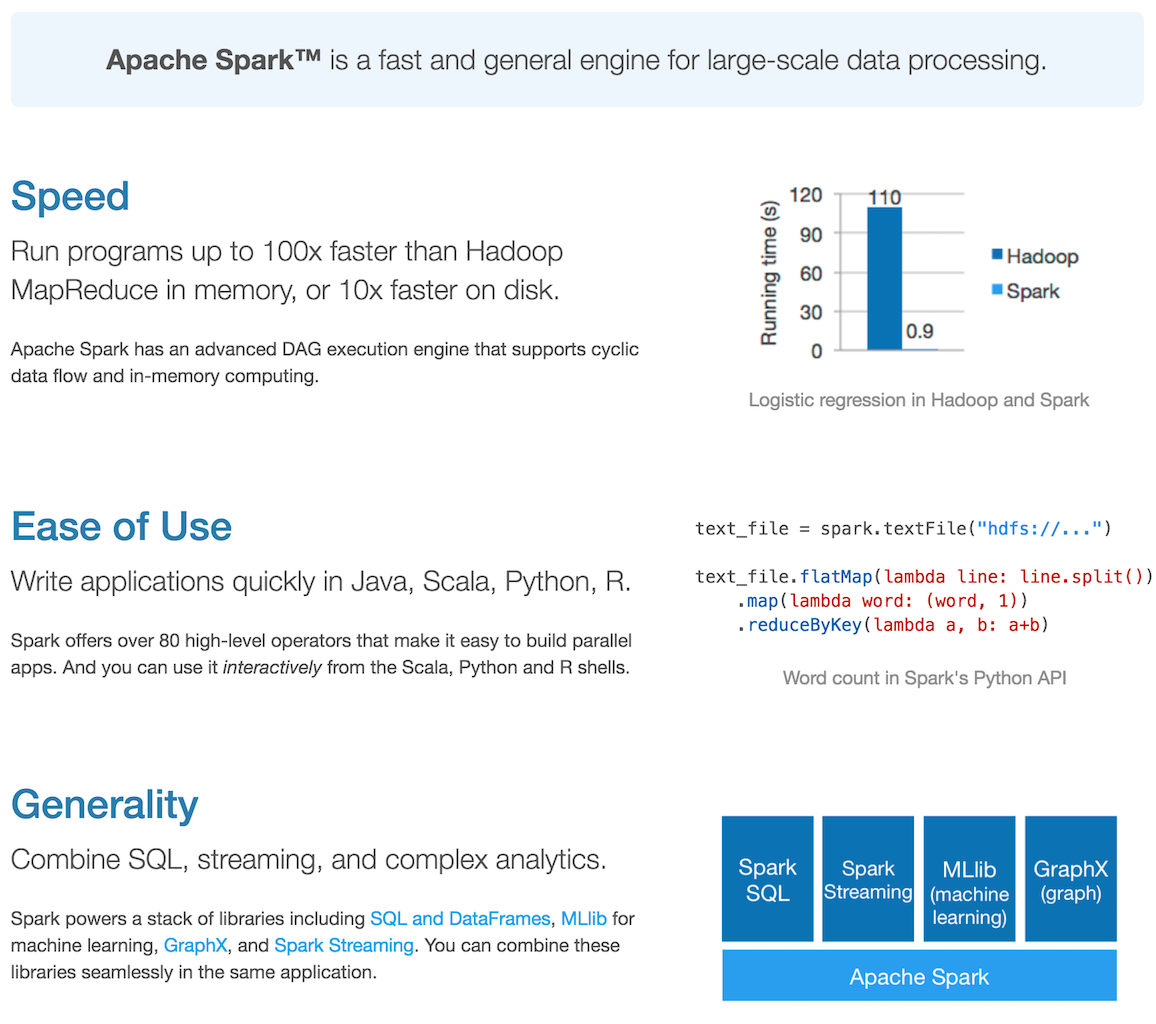 Apache Spark™ is a fast and general engine for large-scale data processing.
Speed
Run programs up to 100x faster than Hadoop
MapReduce in memory, or 10x faster on disk.
Apache Spark has an advanced DAG execution engine that supports cyclic
data flow and in-memory computing.
Running time (s)
120
90
60
30
0
110
0.9
Hadoop
Spark
Logistic regression in Hadoop and Spark
Ease of Use
Write applications quickly in Java, Scala, Python, R.
Spark offers over 80 high-level operators that make it easy to build parallel
apps. And you can use it interactively from the Scala, Python and R shells.
text_file = spark.textFile("hdfs://...")
text_file.flatMap(lambda line: line.split())
    .map(lambda word: (word, 1))
    .reduceByKey(lambda a, b: a+b)
Word count in Spark's Python API
Generality
Combine SQL, streaming, and complex analytics.
Spark powers a stack of libraries including SQL and DataFrames, MLlib for
machine learning, GraphX, and Spark Streaming. You can combine these
libraries seamlessly in the same application.
Spark
SQL
Spark
Streaming
MLlib
(machine
learning)
GraphX
(graph)
Apache Spark